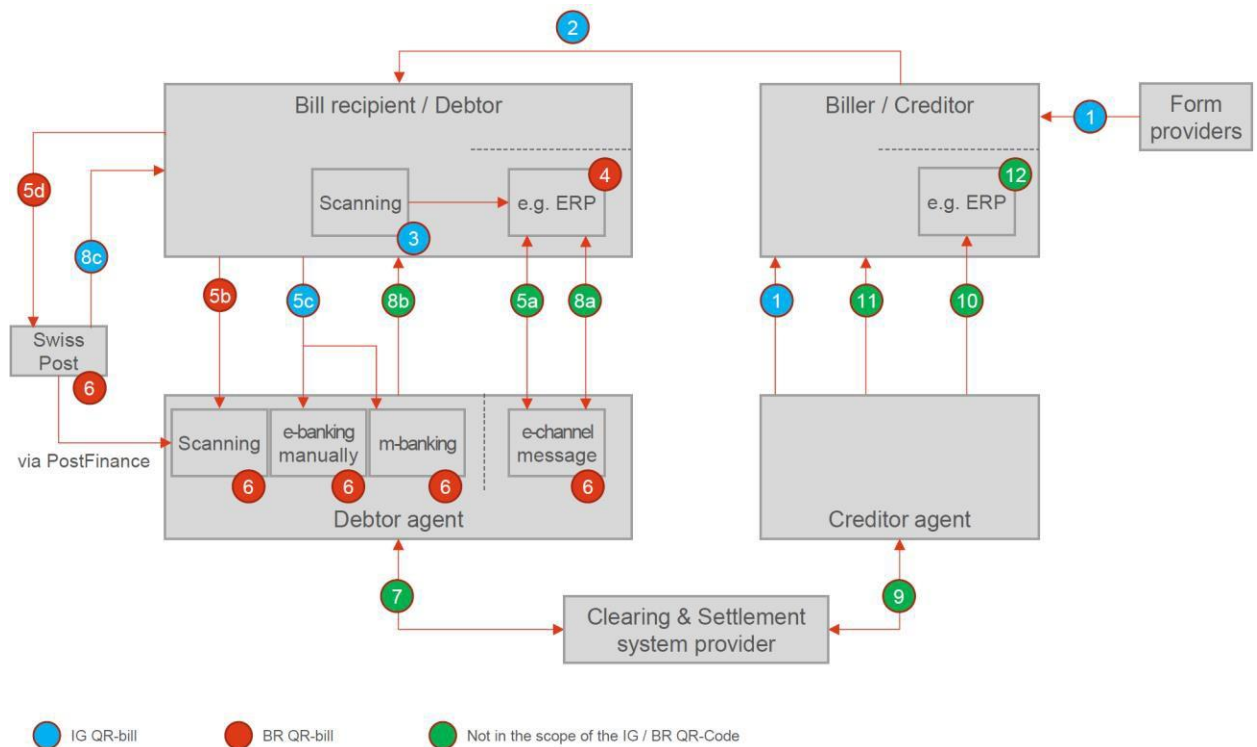 2
Bill recipient / Debtor
Biller / Creditor
1
Form
providers
5d
8c
Scanning
3
e.g. ERP
4
e.g. ERP
12
5b
5c
8b
5a
8a
1
11
10
Swiss
Post
6
via PostFinance
Scanning
6
e-banking
manually
6
m-banking
6
e-channel
message
6
Debtor agent
Creditor agent
7
9
Clearing & Settlement
system provider
IG QR-bill
BR QR-bill
Not in the scope of the IG / BR QR-Code